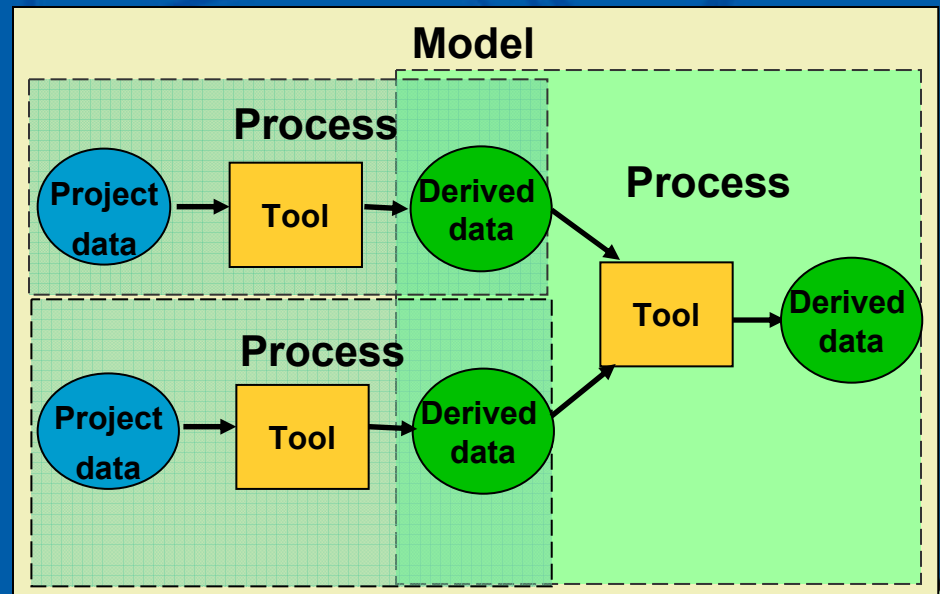 Model
Process
Project
data
Tool
Derived
data
Process
Tool
Derived
data
Process
Project
data
Tool
Derived
data